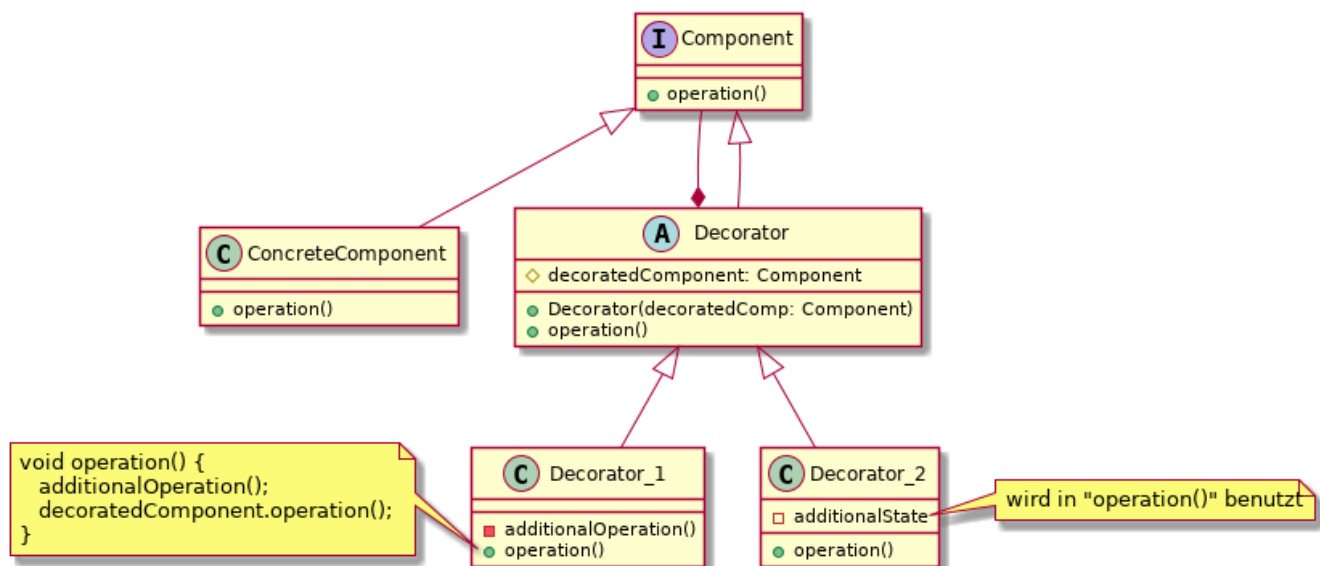 I Component
operation()
C ConcreteComponent
operation()
A Decorator
decoratedComponent: Component
Decorator(decoratedComp: Component)
operation()
void operation() {
additionalOperation();
decoratedComponent.operation();
}
C Decorator_1
additionalOperation()
operation()
C Decorator_2
additionalState
operation()
wird in "operation()" benutzt